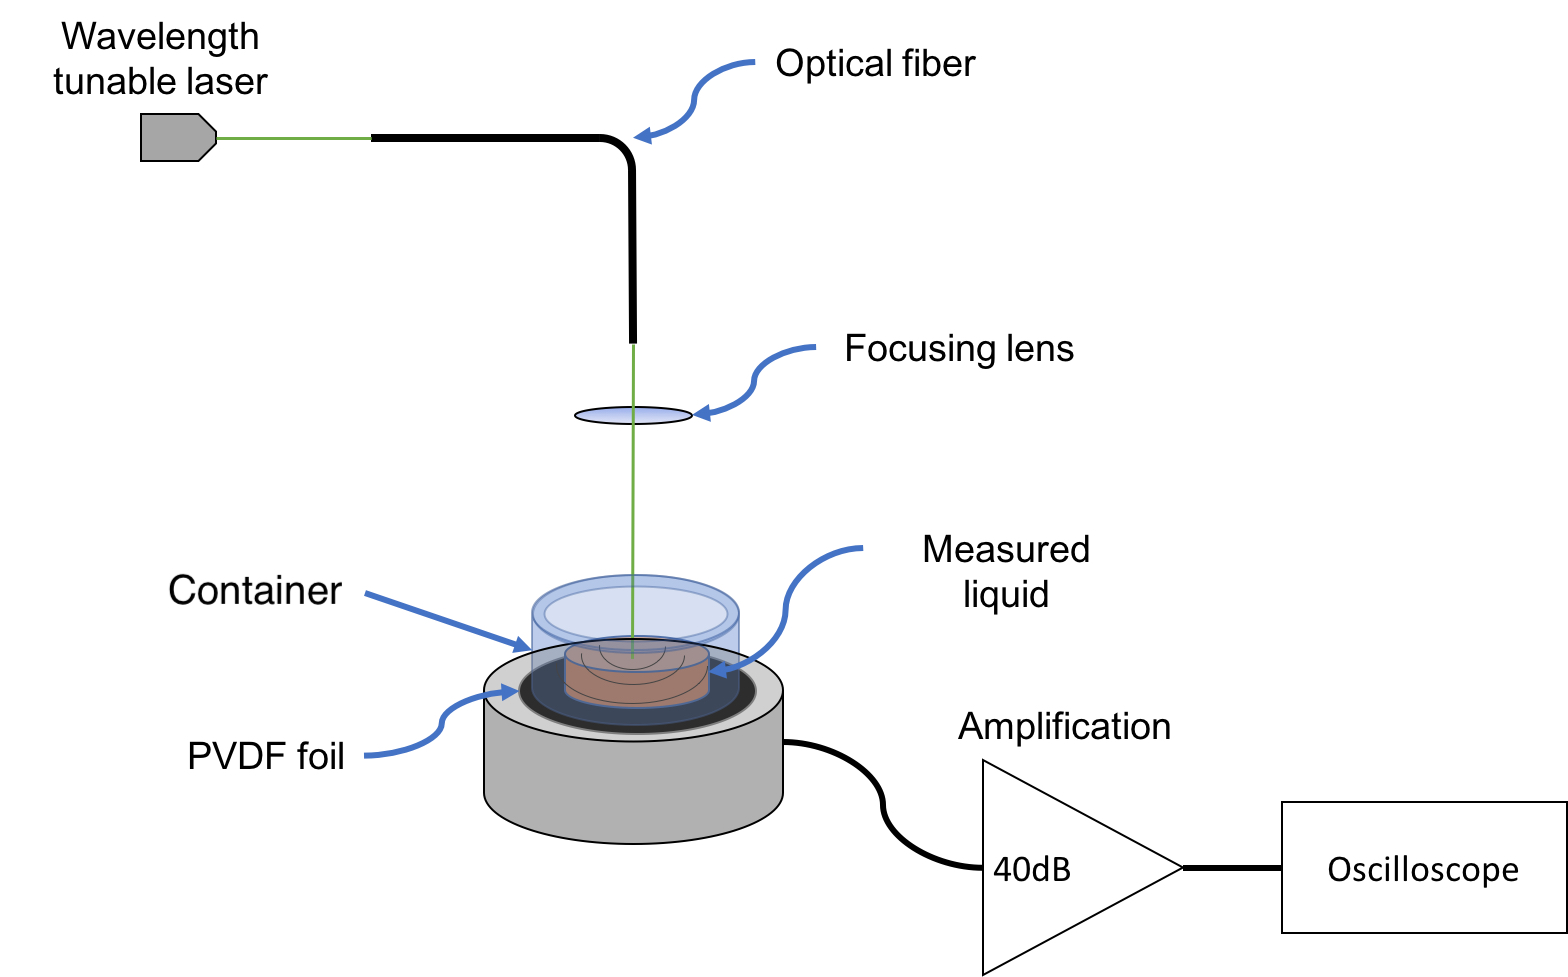 Wavelength
tunable laser
Optical fiber
Focusing lens
Measured
liquid
Container
PVDF foil
Amplification
40dB
Oscilloscope